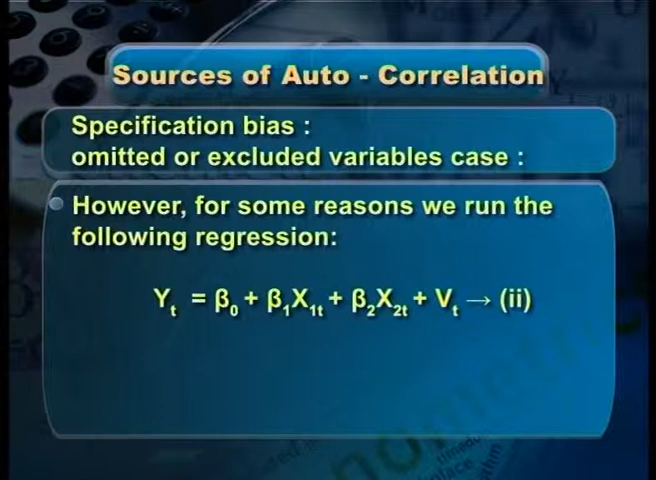 Sources of Auto - Correlation
Specification bias :
omitted or excluded variables case :
However, for some reasons we run the
following regression:
Yₜ = β₀ + β₁X₁ₜ + β₂X₂ₜ + Vₜ → (ii)